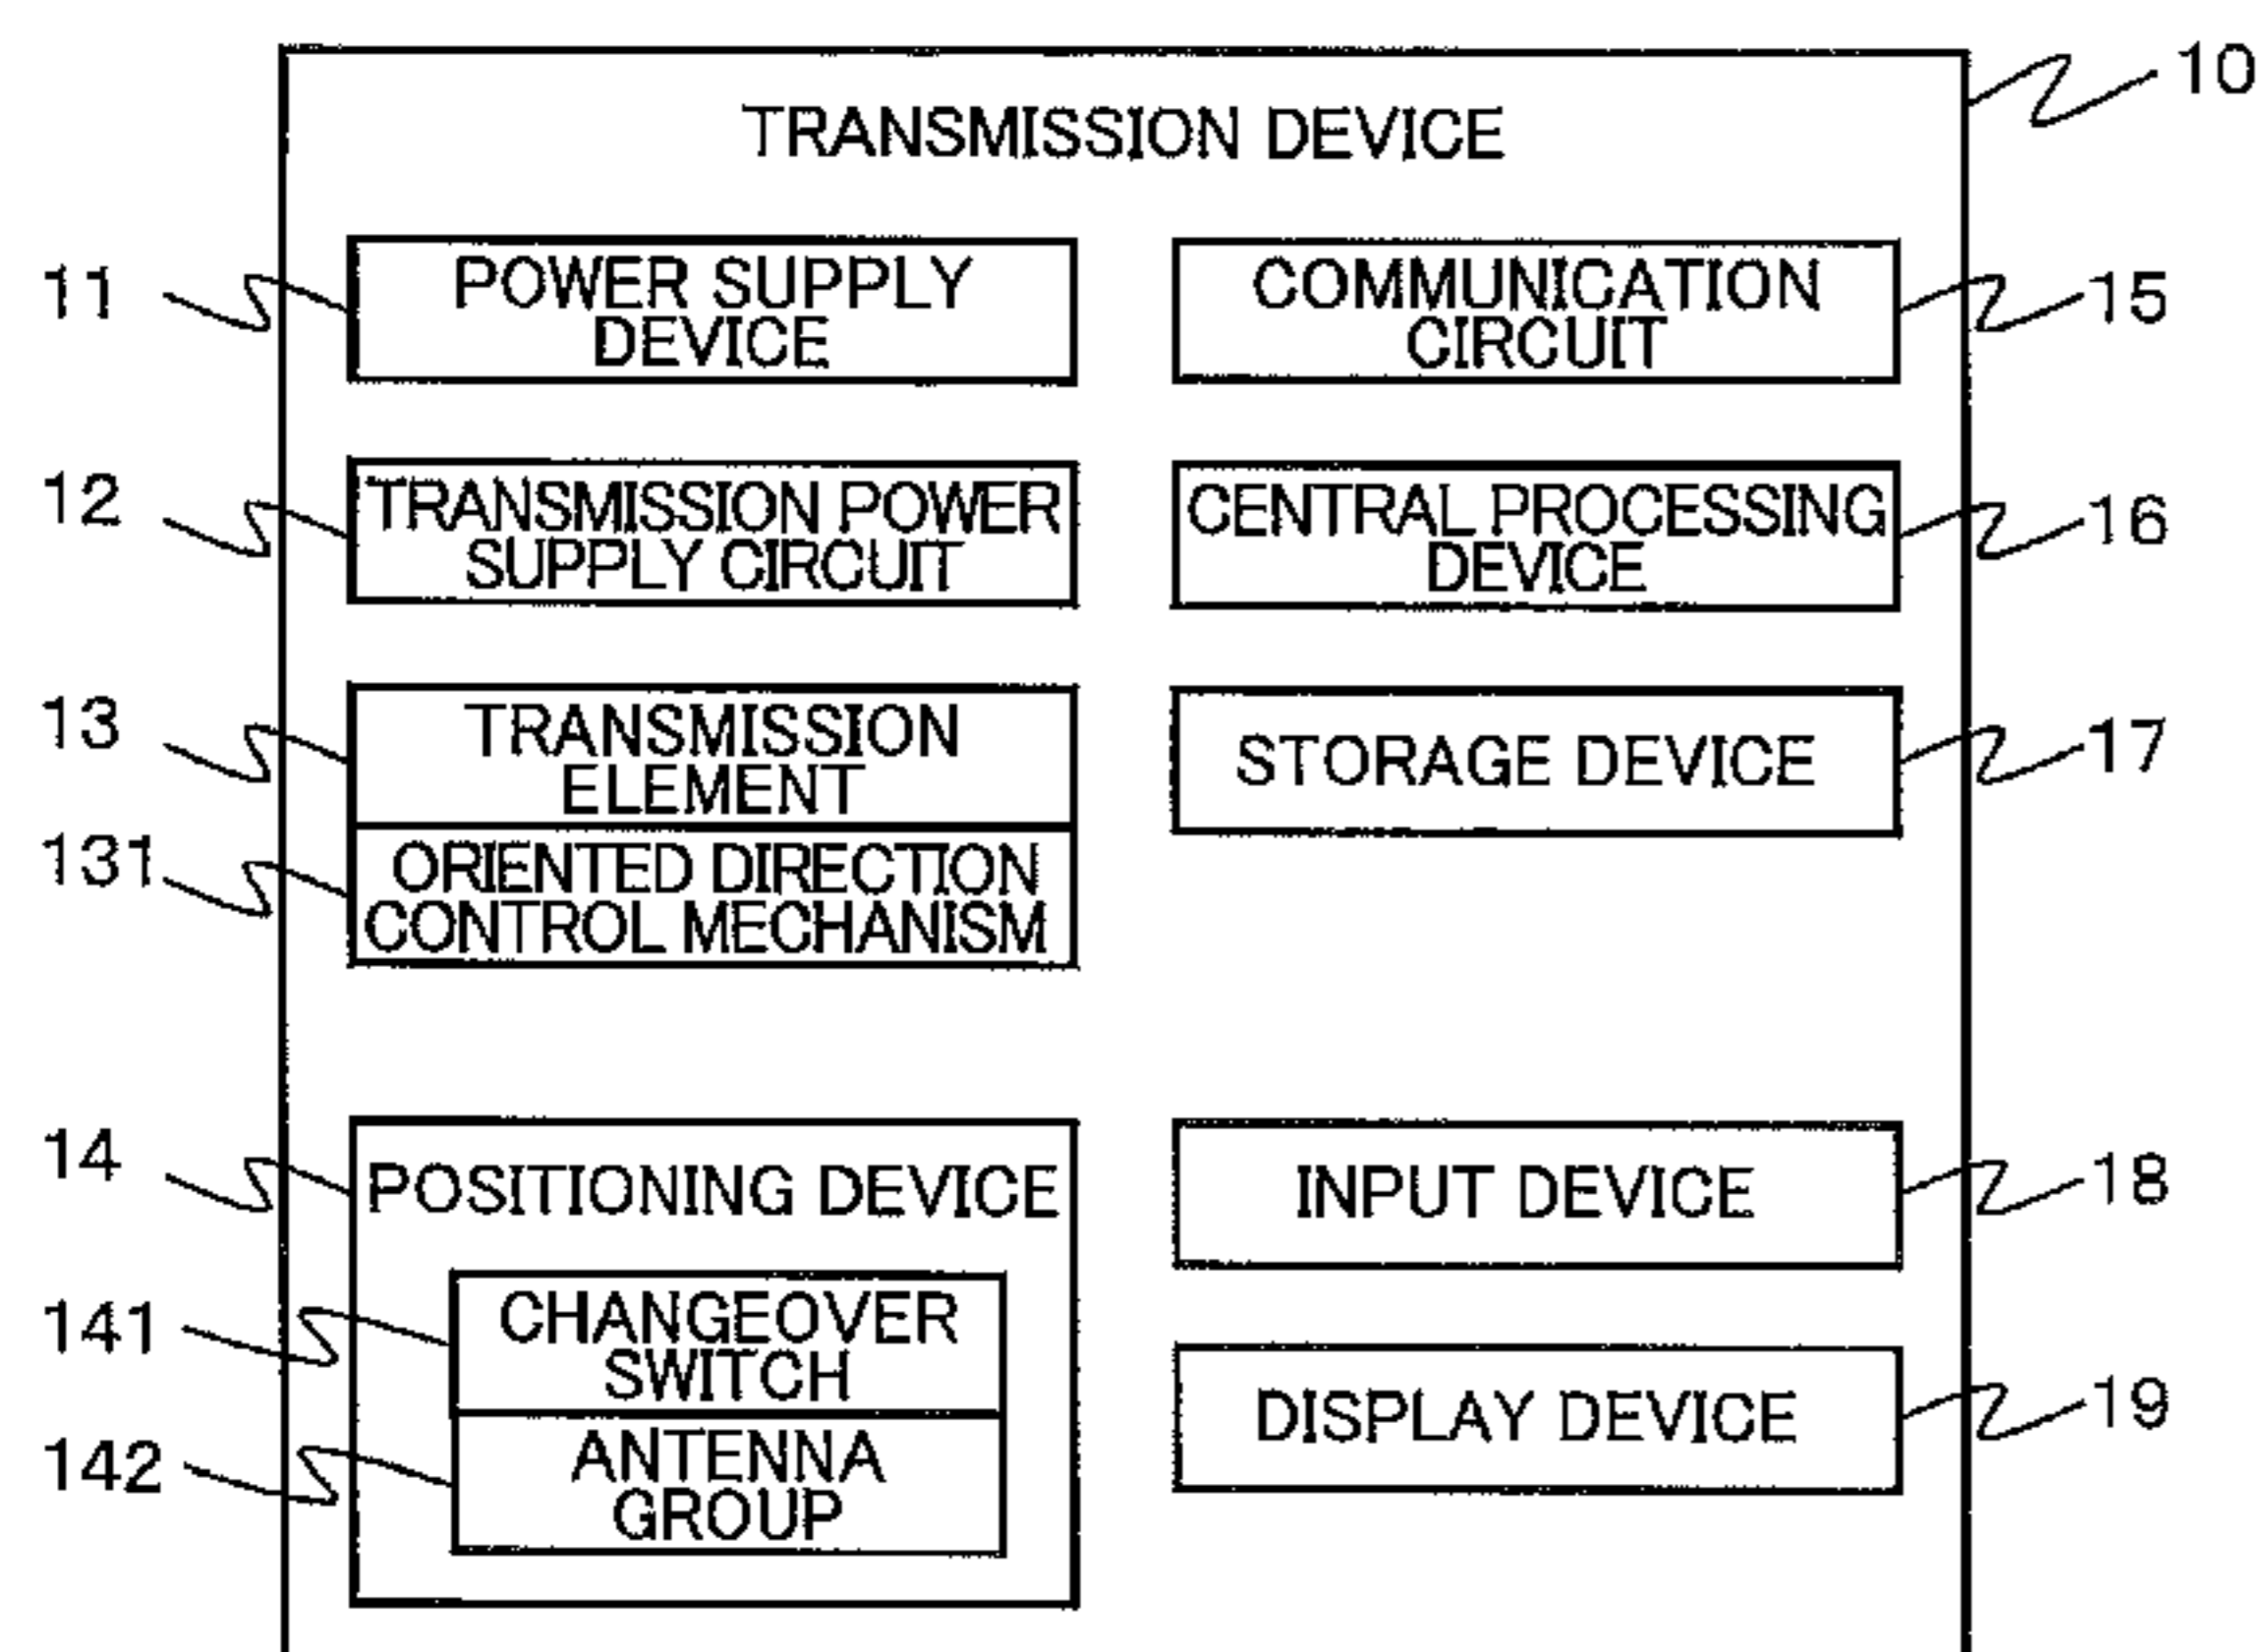 10
TRANSMISSION DEVICE
11
POWER SUPPLY
DEVICE
12
TRANSMISSION POWER
SUPPLY CIRCUIT
13
TRANSMISSION
ELEMENT
131
ORIENTED DIRECTION
CONTROL MECHANISM
14
POSITIONING DEVICE
141
CHANGEOVER
SWITCH
142
ANTENNA
GROUP
COMMUNICATION
CIRCUIT
15
CENTRAL PROCESSING
DEVICE
16
STORAGE DEVICE
17
INPUT DEVICE
18
DISPLAY DEVICE
19